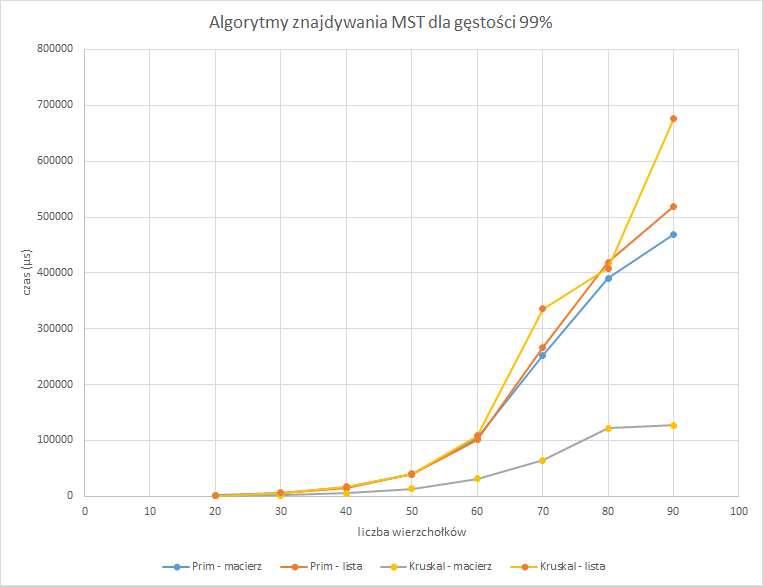 Algorytmy znajdywania MST dla gęstości 99%
800000
700000
600000
500000
400000
300000
200000
100000
0
czas (µs)
0 10 20 30 40 50 60 70 80 90 100
liczba wierzchołków
Prim - macierz Prim - lista Kruskal - macierz Kruskal - lista